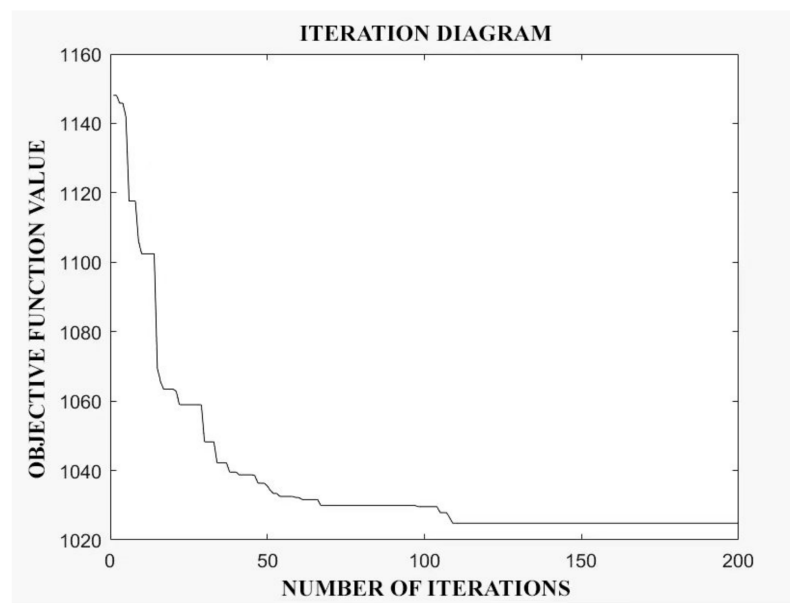 ITERATION DIAGRAM
OBJECTIVE FUNCTION VALUE
1160
1140
1120
1100
1080
1060
1040
1020
0 50 100 150 200
NUMBER OF ITERATIONS